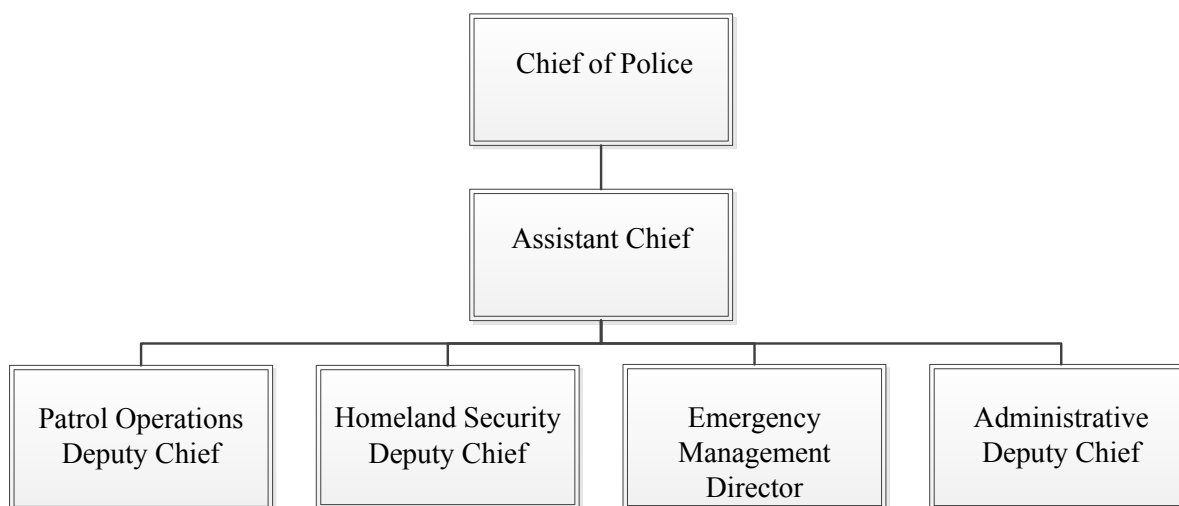 Chief of Police
Assistant Chief
Patrol Operations
Deputy Chief
Homeland Security
Deputy Chief
Emergency
Management
Director
Administrative
Deputy Chief